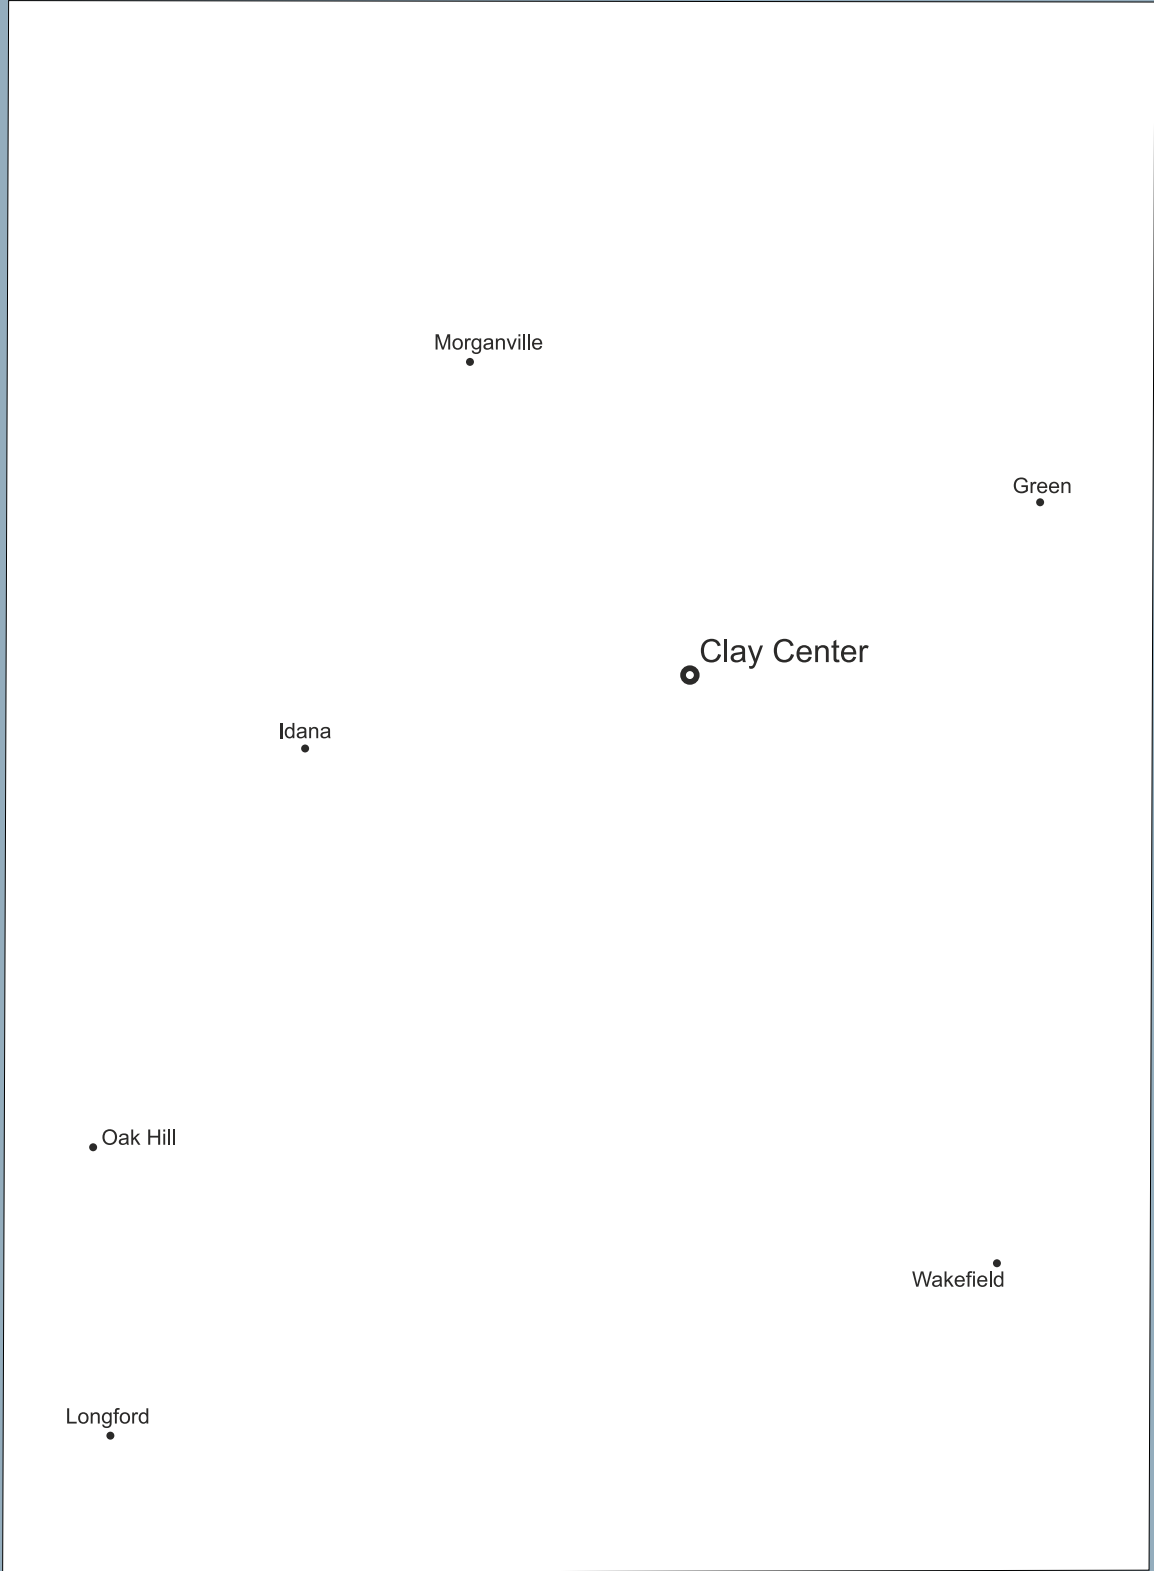 Morganville
Green
Clay Center
Idana
Oak Hill
Wakefield
Longford